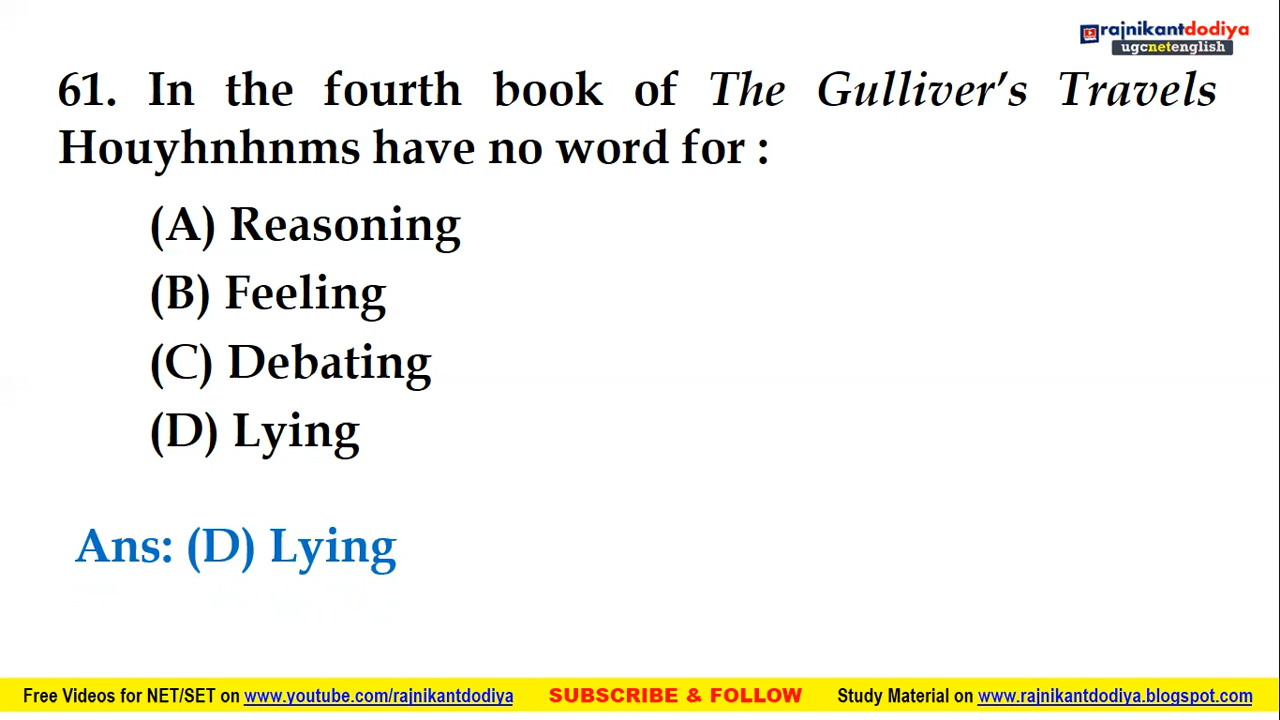 rajnikantdodiya
ugcnetenglish
61. In the fourth book of The Gulliver's Travels
Houyhnhnms have no word for :
(A) Reasoning
(B) Feeling
(C) Debating
(D) Lying
Ans: (D) Lying
Free Videos for NET/SET on www.youtube.com/rajnikantdodiya SUBSCRIBE & FOLLOW Study Material on www.rajnikantdodiya.blogspot.com